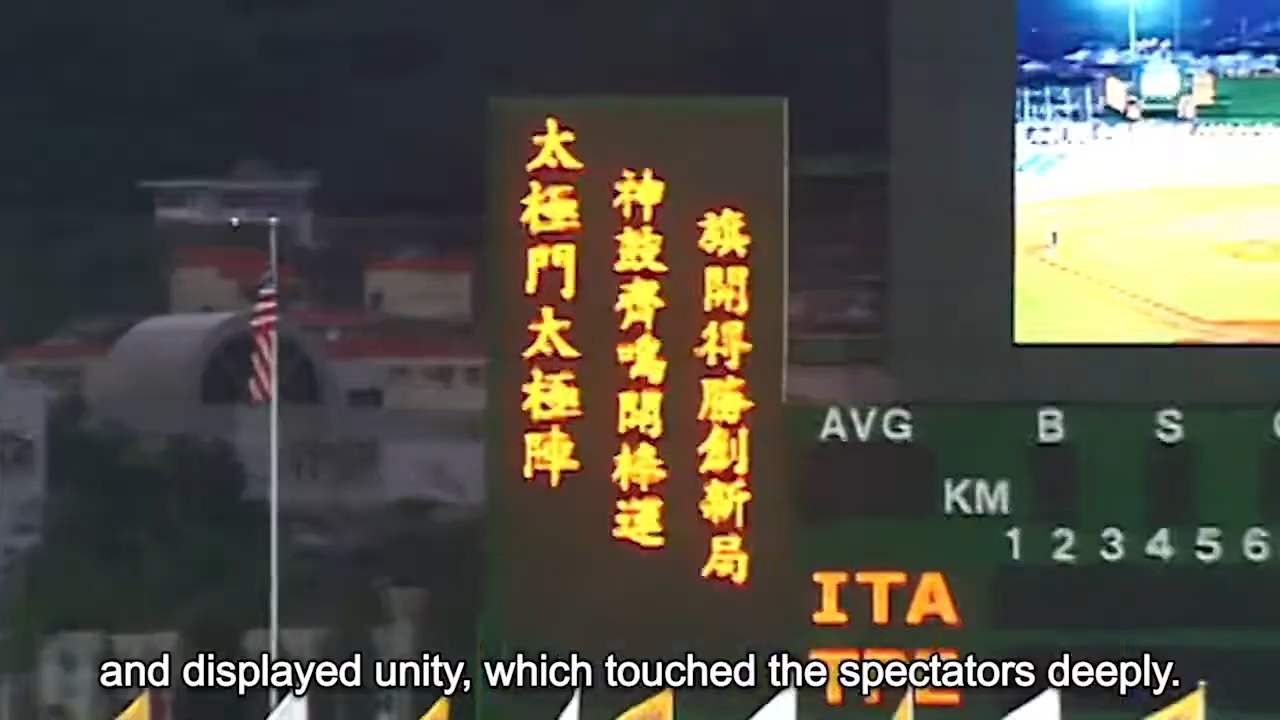 太極門太極陣
神鼓齊鳴開棒運
旗開得勝創新局
AVG B S
KM
1 2 3 4 5 6
ITA
TPE
and displayed unity, which touched the spectators deeply.